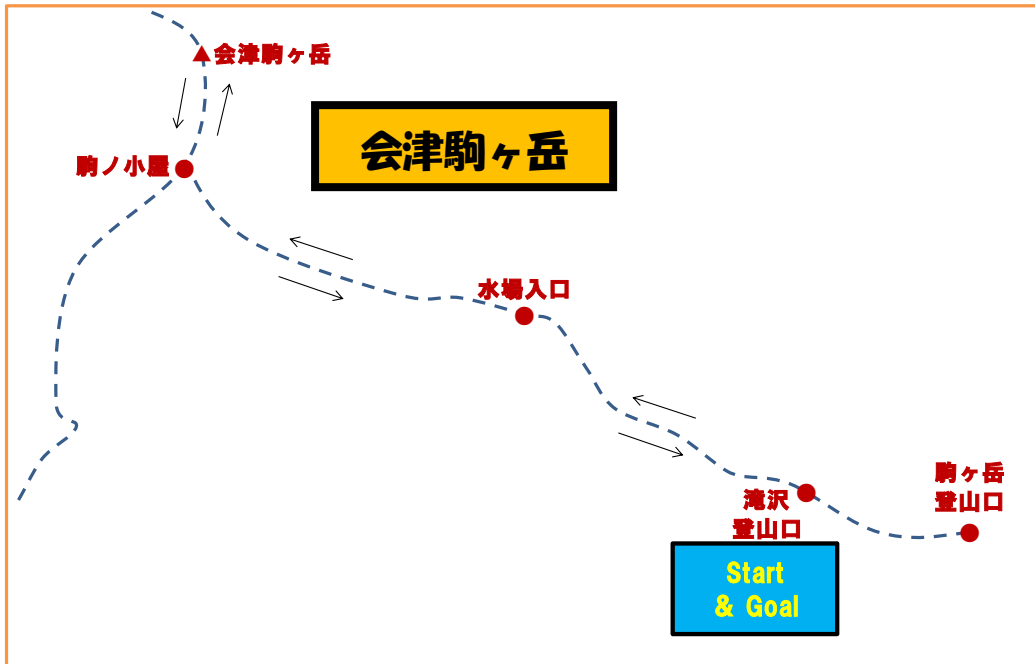 会津駒ヶ岳
会津駒ヶ岳
駒ノ小屋
水場入口
駒ヶ岳
登山口
滝沢
登山口
Start
& Goal